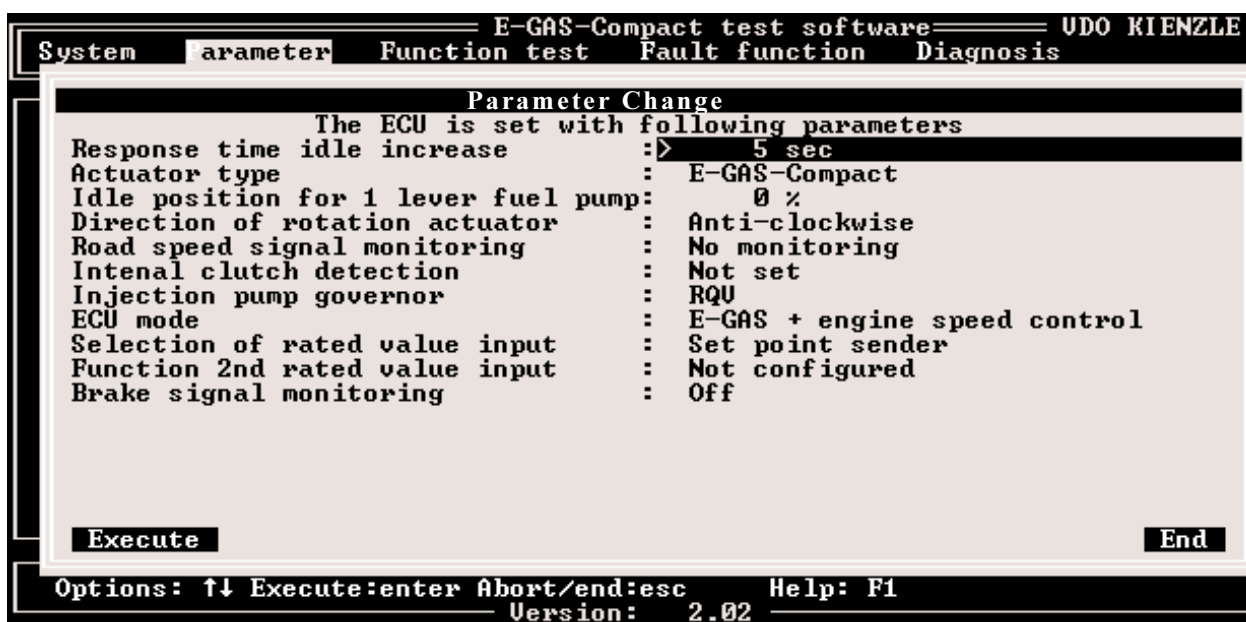 E-GAS-Compact test software VDO KIENZLE
System Parameter Function test Fault function Diagnosis
Parameter Change
The ECU is set with following parameters
Response time idle increase :> 5 sec
Actuator type : E-GAS-Compact
Idle position for 1 lever fuel pump: 0 %
Direction of rotation actuator : Anti-clockwise
Road speed signal monitoring : No monitoring
Intenal clutch detection : Not set
Injection pump governor : RQV
ECU mode : E-GAS + engine speed control
Selection of rated value input : Set point sender
Function 2nd rated value input : Not configured
Brake signal monitoring : Off
Execute End
Options: ↑↓ Execute:enter Abort/end:esc Help: F1
Version: 2.02